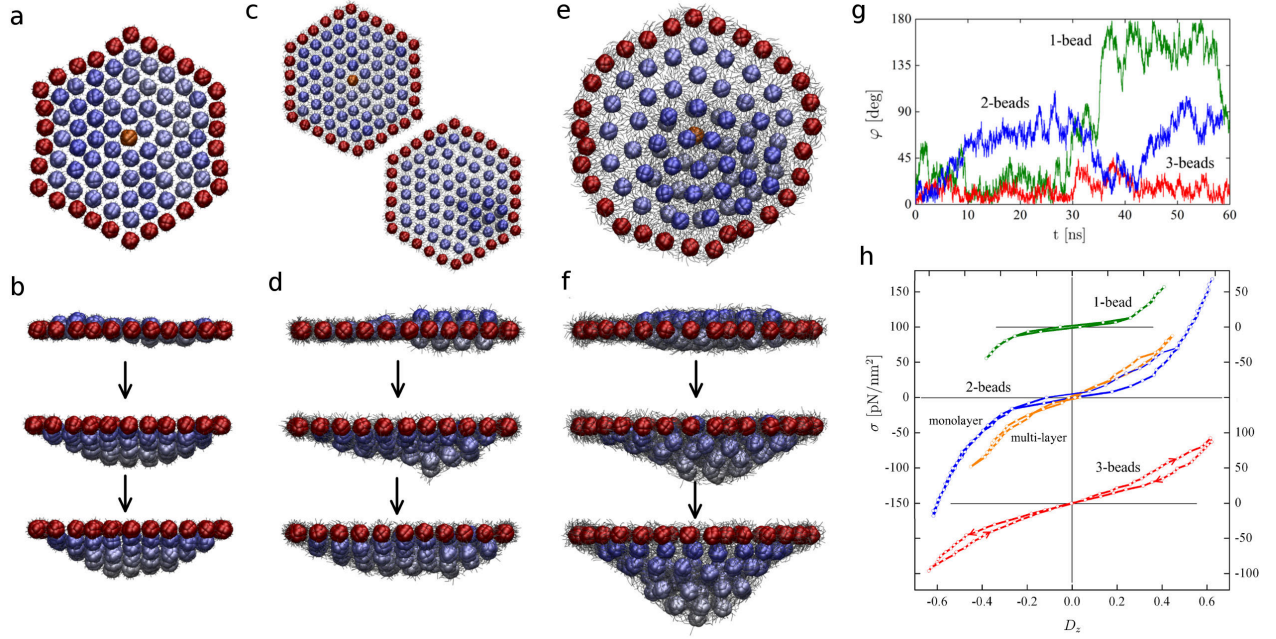 a
c
e
g
b
d
f
h
180
135
90
45
0
φ [deg]
1-bead
2-beads
3-beads
0
10
20
30
40
50
60
t [ns]
150
100
50
0
-50
-100
-150
σ [pN/nm²]
1-bead
2-beads
monolayer
multi-layer
3-beads
50
0
-50
100
50
0
-50
-100
-0.6
-0.4
-0.2
0.0
0.2
0.4
0.6
D_z